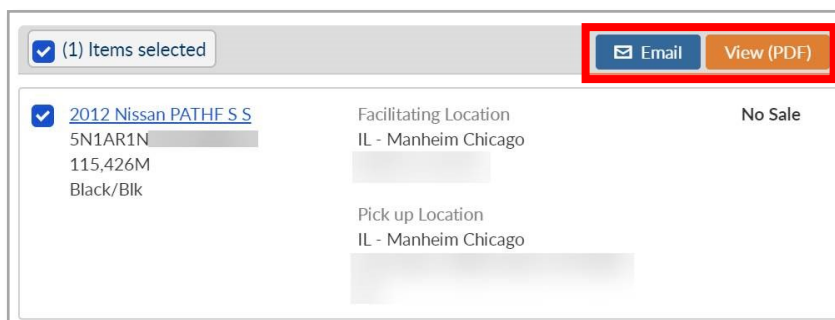 (1) Items selected
Email
View (PDF)
2012 Nissan PATHF S S
5N1AR1N
115,426M
Black/Blk
Facilitating Location
IL - Manheim Chicago
Pick up Location
IL - Manheim Chicago
No Sale